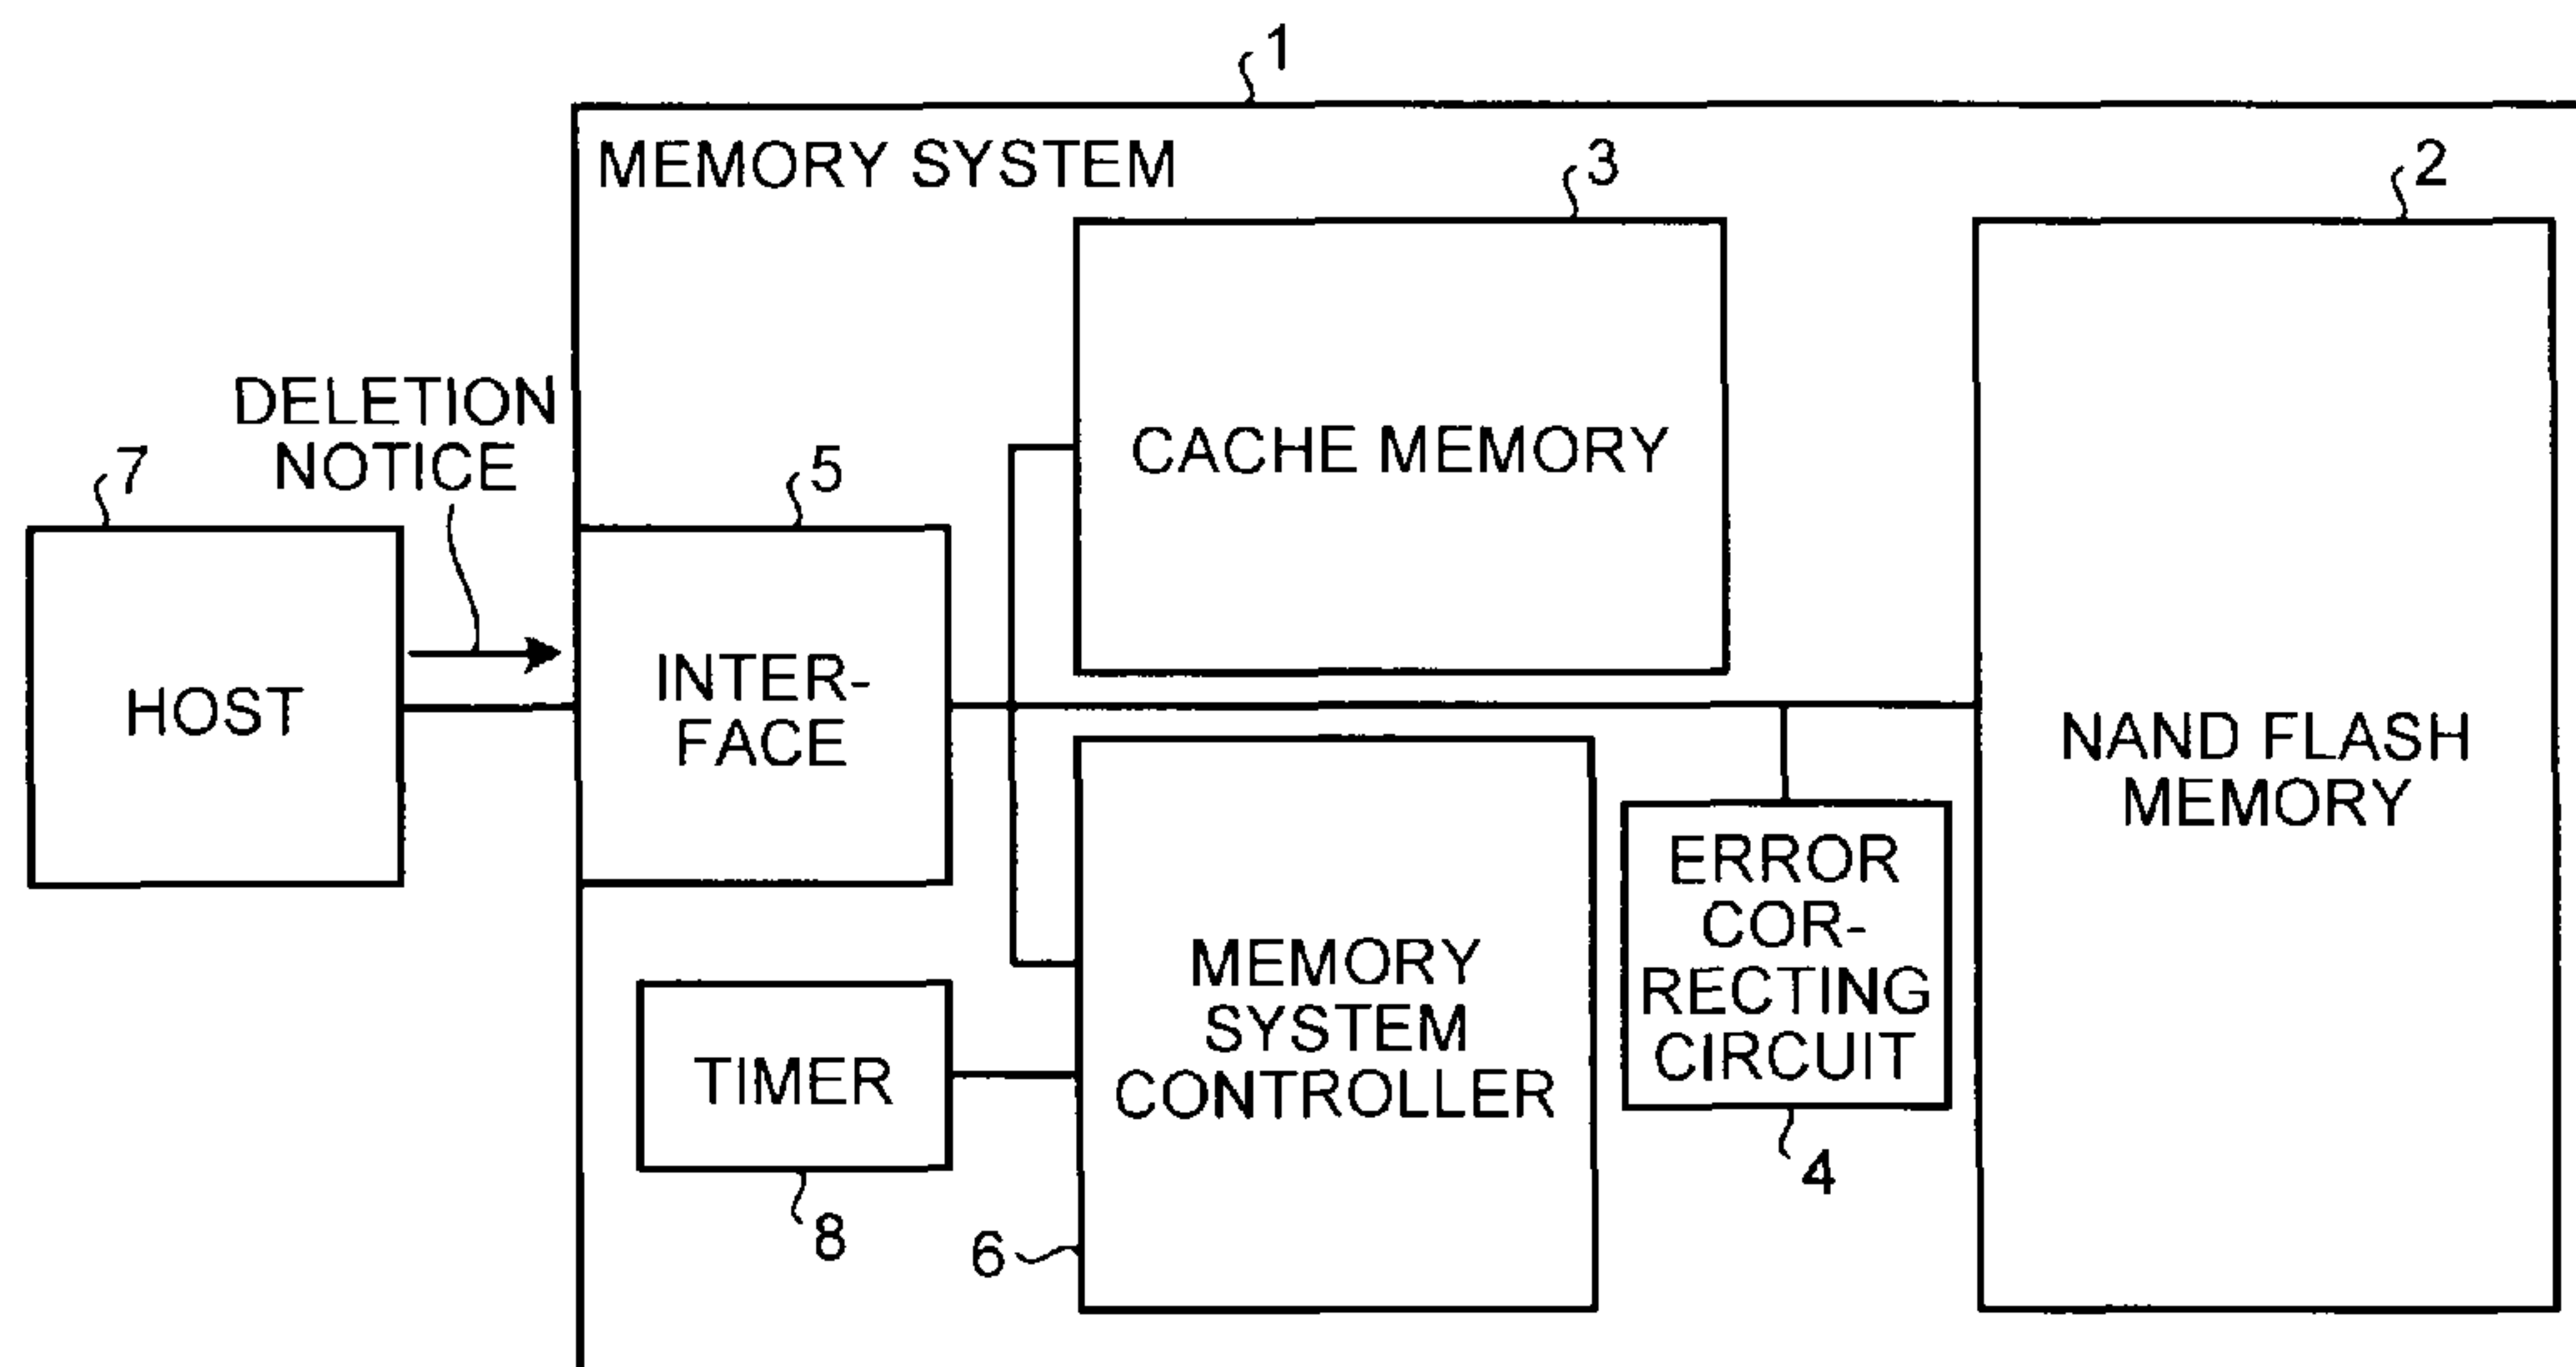 1
MEMORY SYSTEM
3
2
DELETION
NOTICE
7
5
CACHE MEMORY
HOST
INTER-
FACE
NAND FLASH
MEMORY
ERROR
COR-
RECTING
CIRCUIT
MEMORY
SYSTEM
CONTROLLER
TIMER
4
8
6